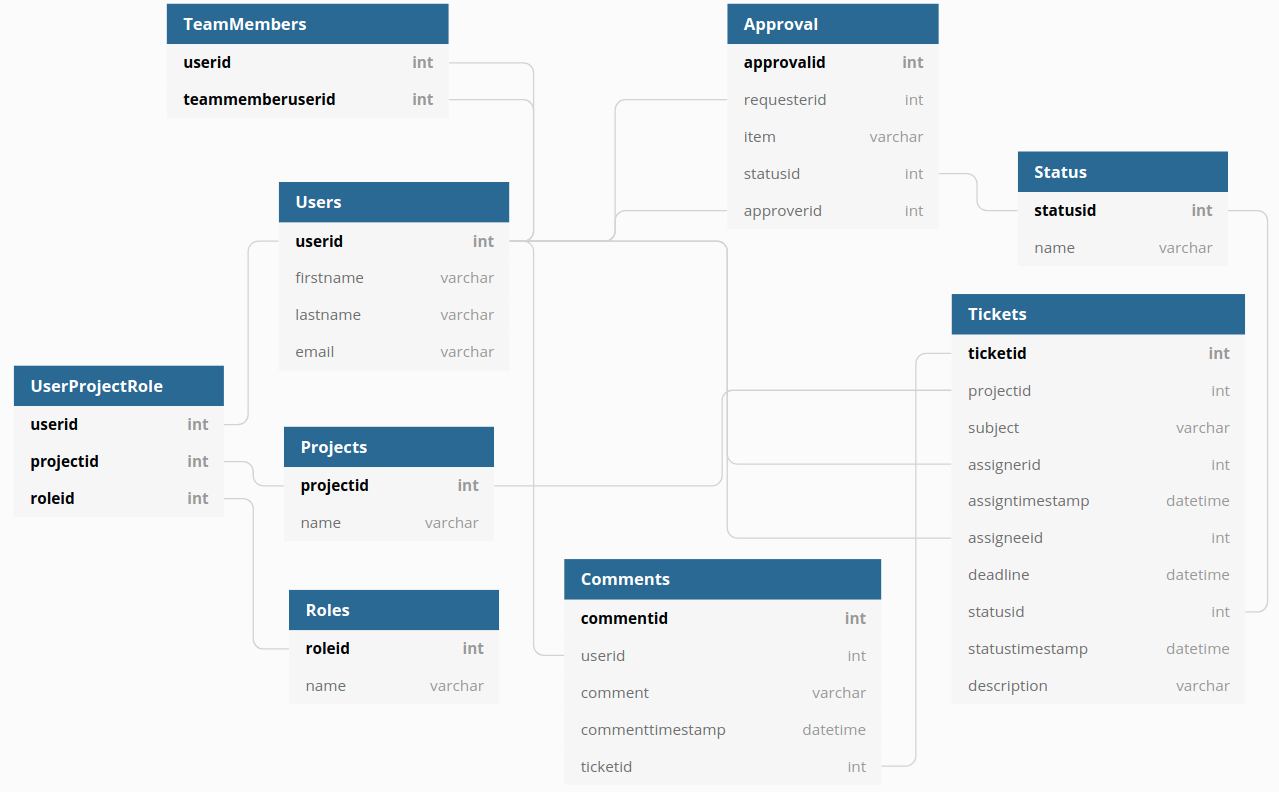 TeamMembers
userid int
teammemberuserid int
Approval
approvalid int
requesterid int
item varchar
statusid int
approverid int
Status
statusid int
name varchar
Users
userid int
firstname varchar
lastname varchar
email varchar
Tickets
ticketid int
projectid int
subject varchar
assignerid int
assigntimestamp datetime
assigneeid int
deadline datetime
statusid int
statustimestamp datetime
description varchar
UserProjectRole
userid int
projectid int
roleid int
Projects
projectid int
name varchar
Roles
roleid int
name varchar
Comments
commentid int
userid int
comment varchar
commenttimestamp datetime
ticketid int